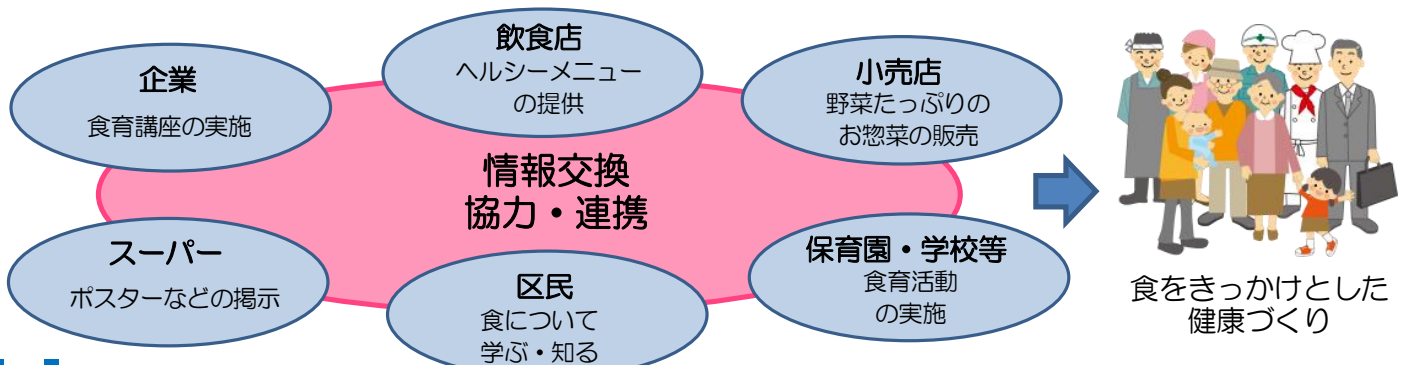 企業
食育講座の実施
飲食店
ヘルシーメニュー
の提供
小売店
野菜たっぷりの
お惣菜の販売
情報交換
協力・連携
スーパー
ポスターなどの掲示
区民
食について
学ぶ・知る
保育園・学校等
食育活動
の実施
食をきっかけとした
健康づくり